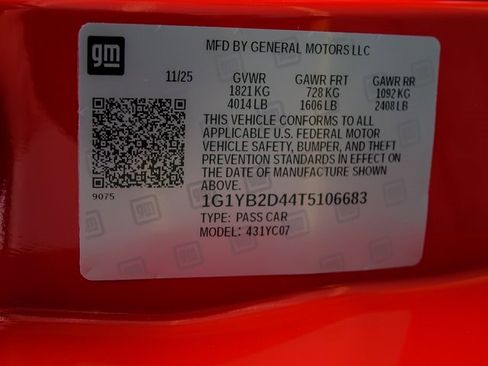 gm
MFD BY GENERAL MOTORS LLC
11/25 GVWR GAWR FRT GAWR RR
1821 KG 728 KG 1092 KG
4014 LB 1606 LB 2408 LB
THIS VEHICLE CONFORMS TO ALL
APPLICABLE U.S. FEDERAL MOTOR
VEHICLE SAFETY, BUMPER, AND THEFT
PREVENTION STANDARDS IN EFFECT ON
THE DATE OF MANUFACTURE SHOWN
ABOVE.
9075
1G1YB2D44T5106683
TYPE: PASS CAR
MODEL: 431YC07